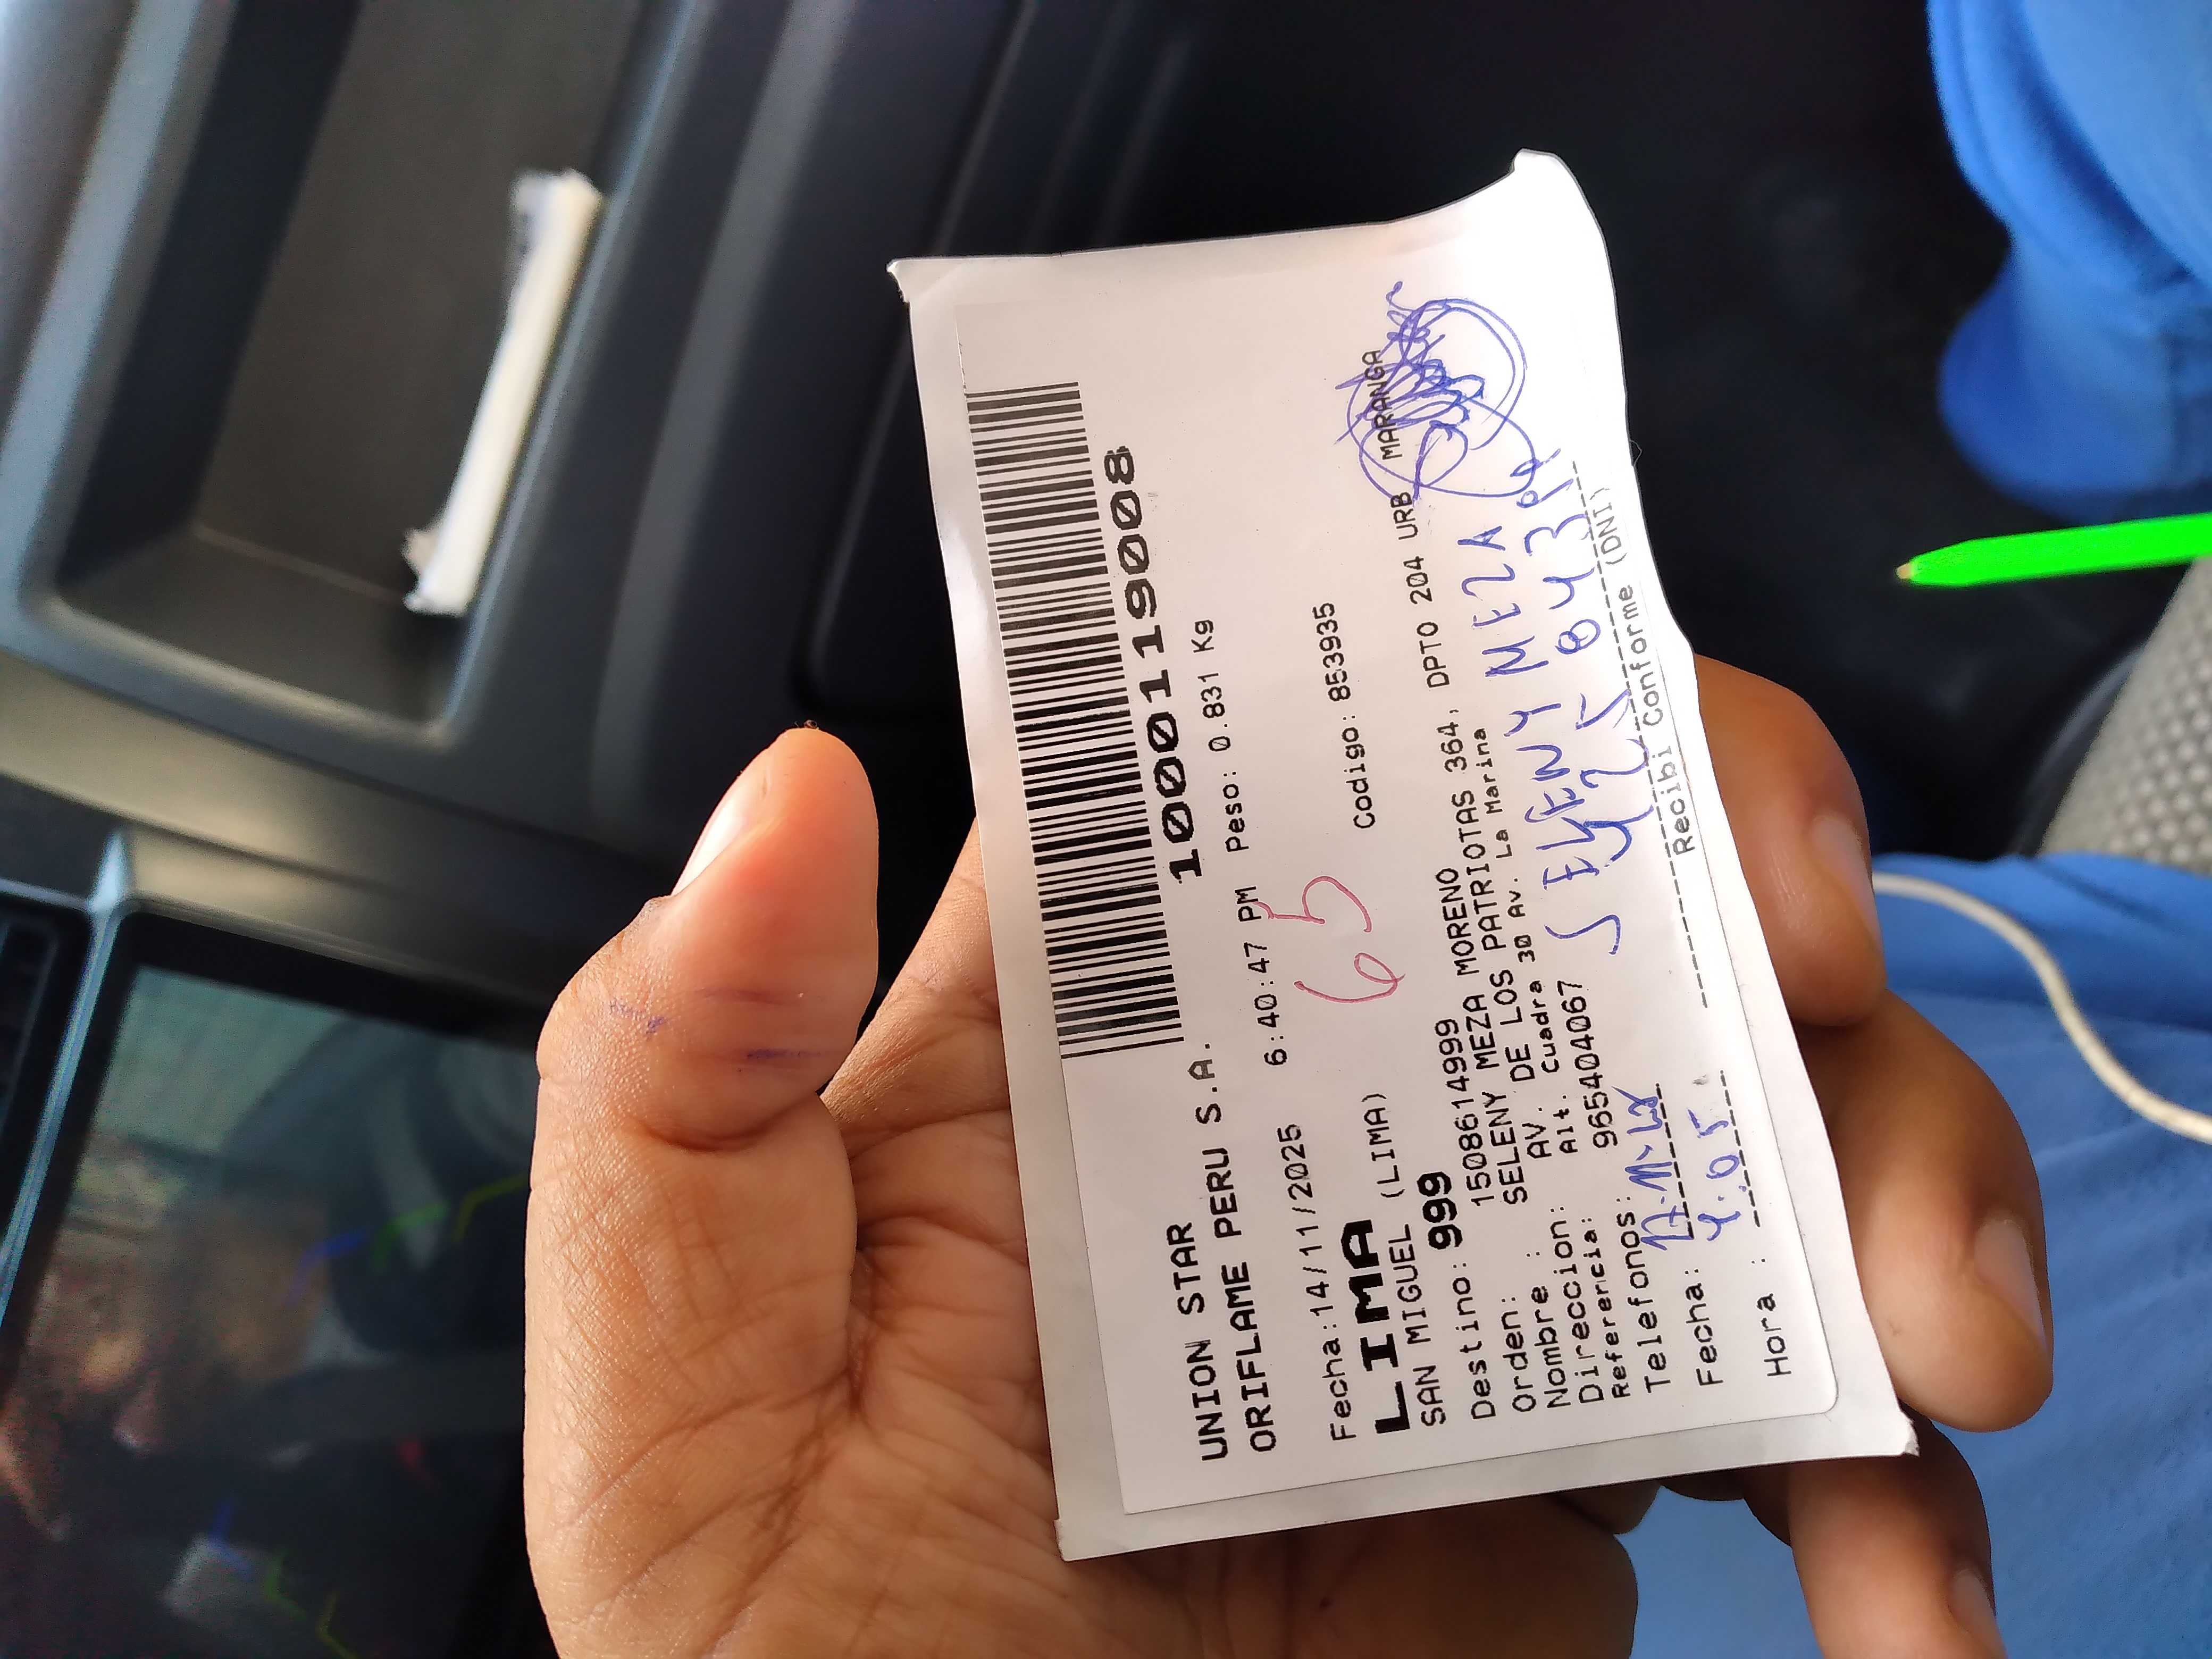 1000119008
UNION STAR
ORIFLAME PERU S.A.
Fecha:14/11/2025 6:40:47 PM Peso: 0.831 Kg
LIMA
65
SAN MIGUEL (LIMA) Codigo: 853935
Destino: 999
Orden: 1508614999
Nombre : SELENY MEZA MORENO
Direccion: AV. DE LOS PATRIOTAS 364, DPTO 204 URB MARANGA
Referencia: Alt. Cuadra 30 Av. La Marina
Telefonos: 965404067
SELENY MEZA
Fecha:
Hora : 4:05
Recibi Conforme (DNI)